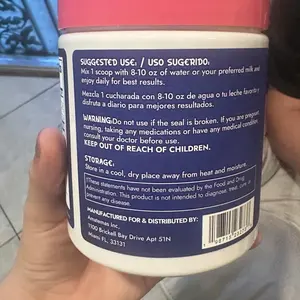 SUGGESTED USE: / USO SUGERIDO:
Mix 1 scoop with 8-10 oz of water or your preferred milk and
enjoy daily for best results.
Mezcla 1 cucharada con 8-10 oz de agua o tu leche favorita y
disfruta a diario para mejores resultados.
WARNING: Do not use if the seal is broken. If you are pregnant,
nursing, taking any medications or have any medical condition,
consult your doctor before use.
KEEP OUT OF REACH OF CHILDREN.
STORAGE:
Store in a cool, dry place away from heat and moisture.
(These statements have not been evaluated by the Food and Drug
Administration. This product is not intended to diagnose, treat, cure or
prevent any disease.
MANUFACTURED FOR & DISTRIBUTED BY:
1100 Brickell Bay Drive Apt 51N
Miami FL, 33131